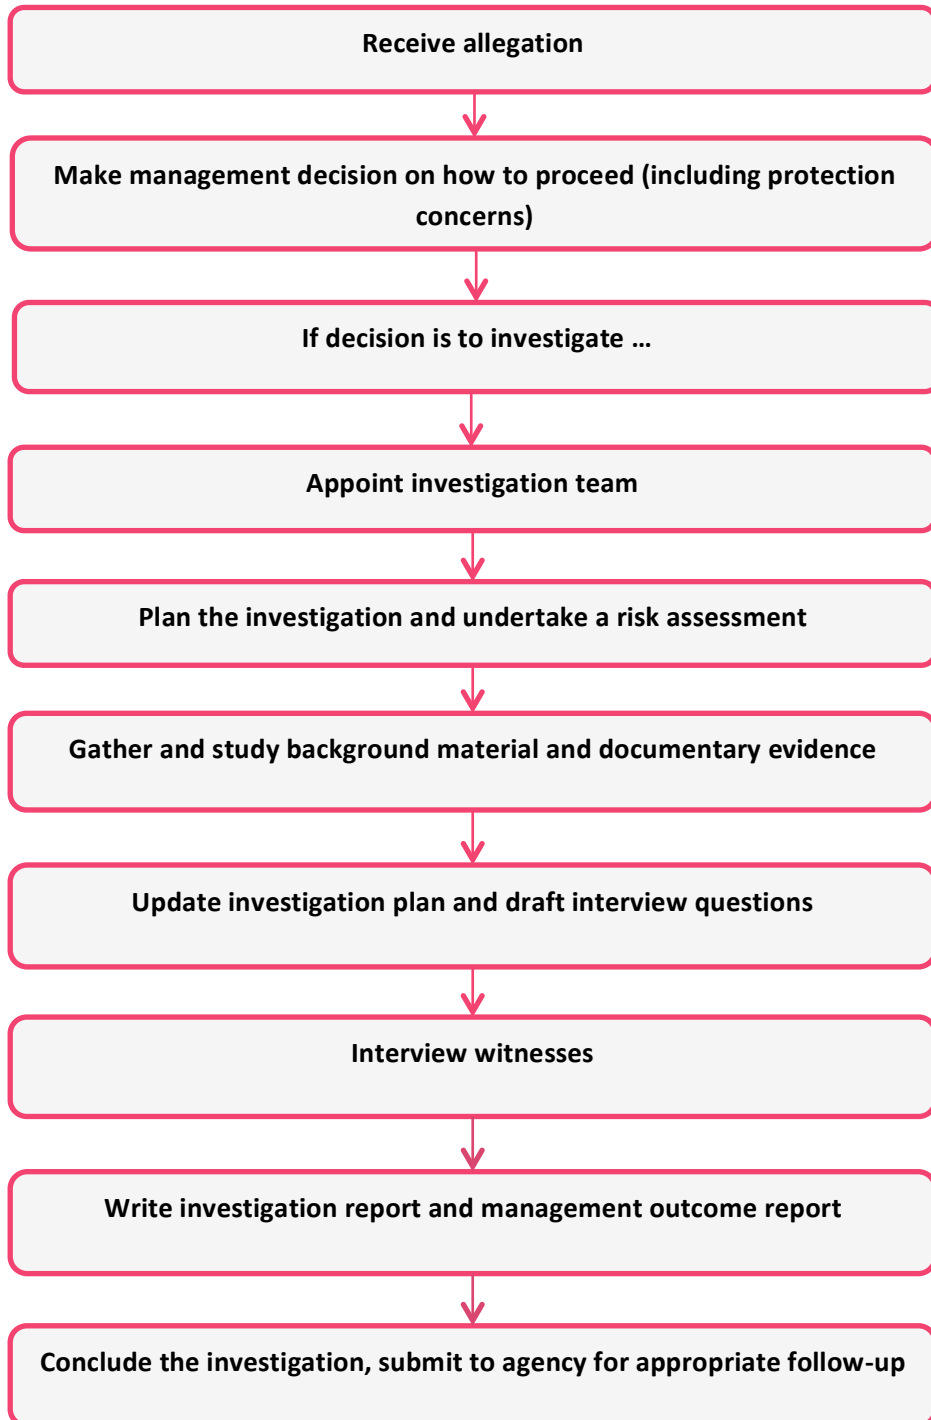 Receive allegation
Make management decision on how to proceed (including protection
concerns)
If decision is to investigate …
Appoint investigation team
Plan the investigation and undertake a risk assessment
Gather and study background material and documentary evidence
Update investigation plan and draft interview questions
Interview witnesses
Write investigation report and management outcome report
Conclude the investigation, submit to agency for appropriate follow-up